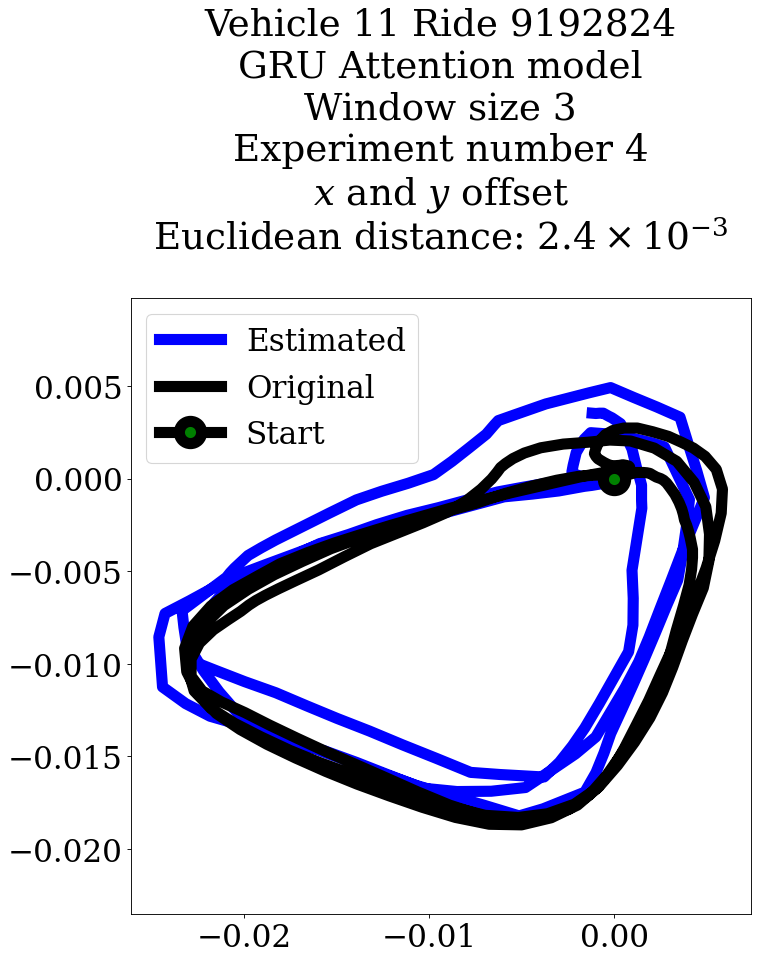 Vehicle 11 Ride 9192824
GRU Attention model
Window size 3
Experiment number 4
x and y offset
Euclidean distance: 2.4 × 10⁻³
Estimated
Original
Start
0.005
0.000
−0.005
−0.010
−0.015
−0.020
−0.02 −0.01 0.00